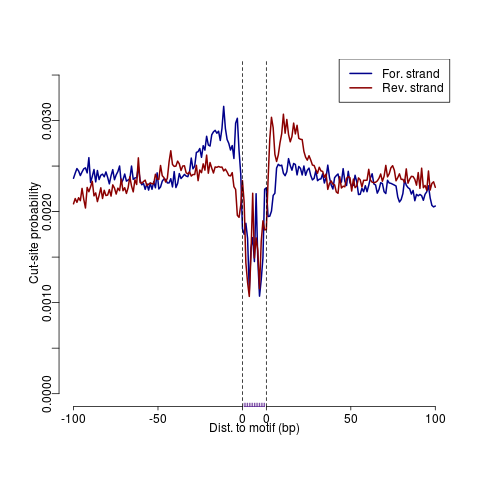 For. strand
Rev. strand
Cut-site probability
0.0030
0.0020
0.0010
0.0000
-100 -50 0 0 50 100
Dist. to motif (bp)